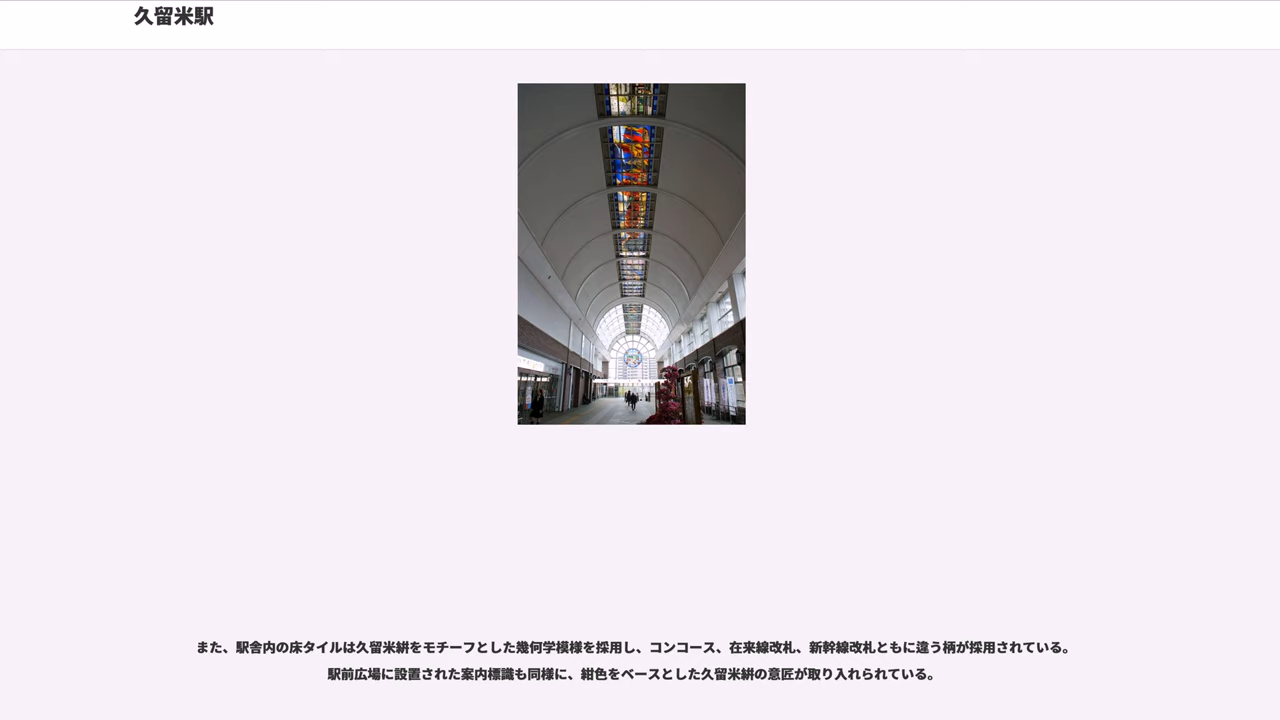 久留米駅
また、駅舎内の床タイルは久留米絣をモチーフとした幾何学模様を採用し、コンコース、在来線改札、新幹線改札ともに違う柄が採用されている。
駅前広場に設置された案内標識も同様に、紺色をベースとした久留米絣の意匠が取り入れられている。